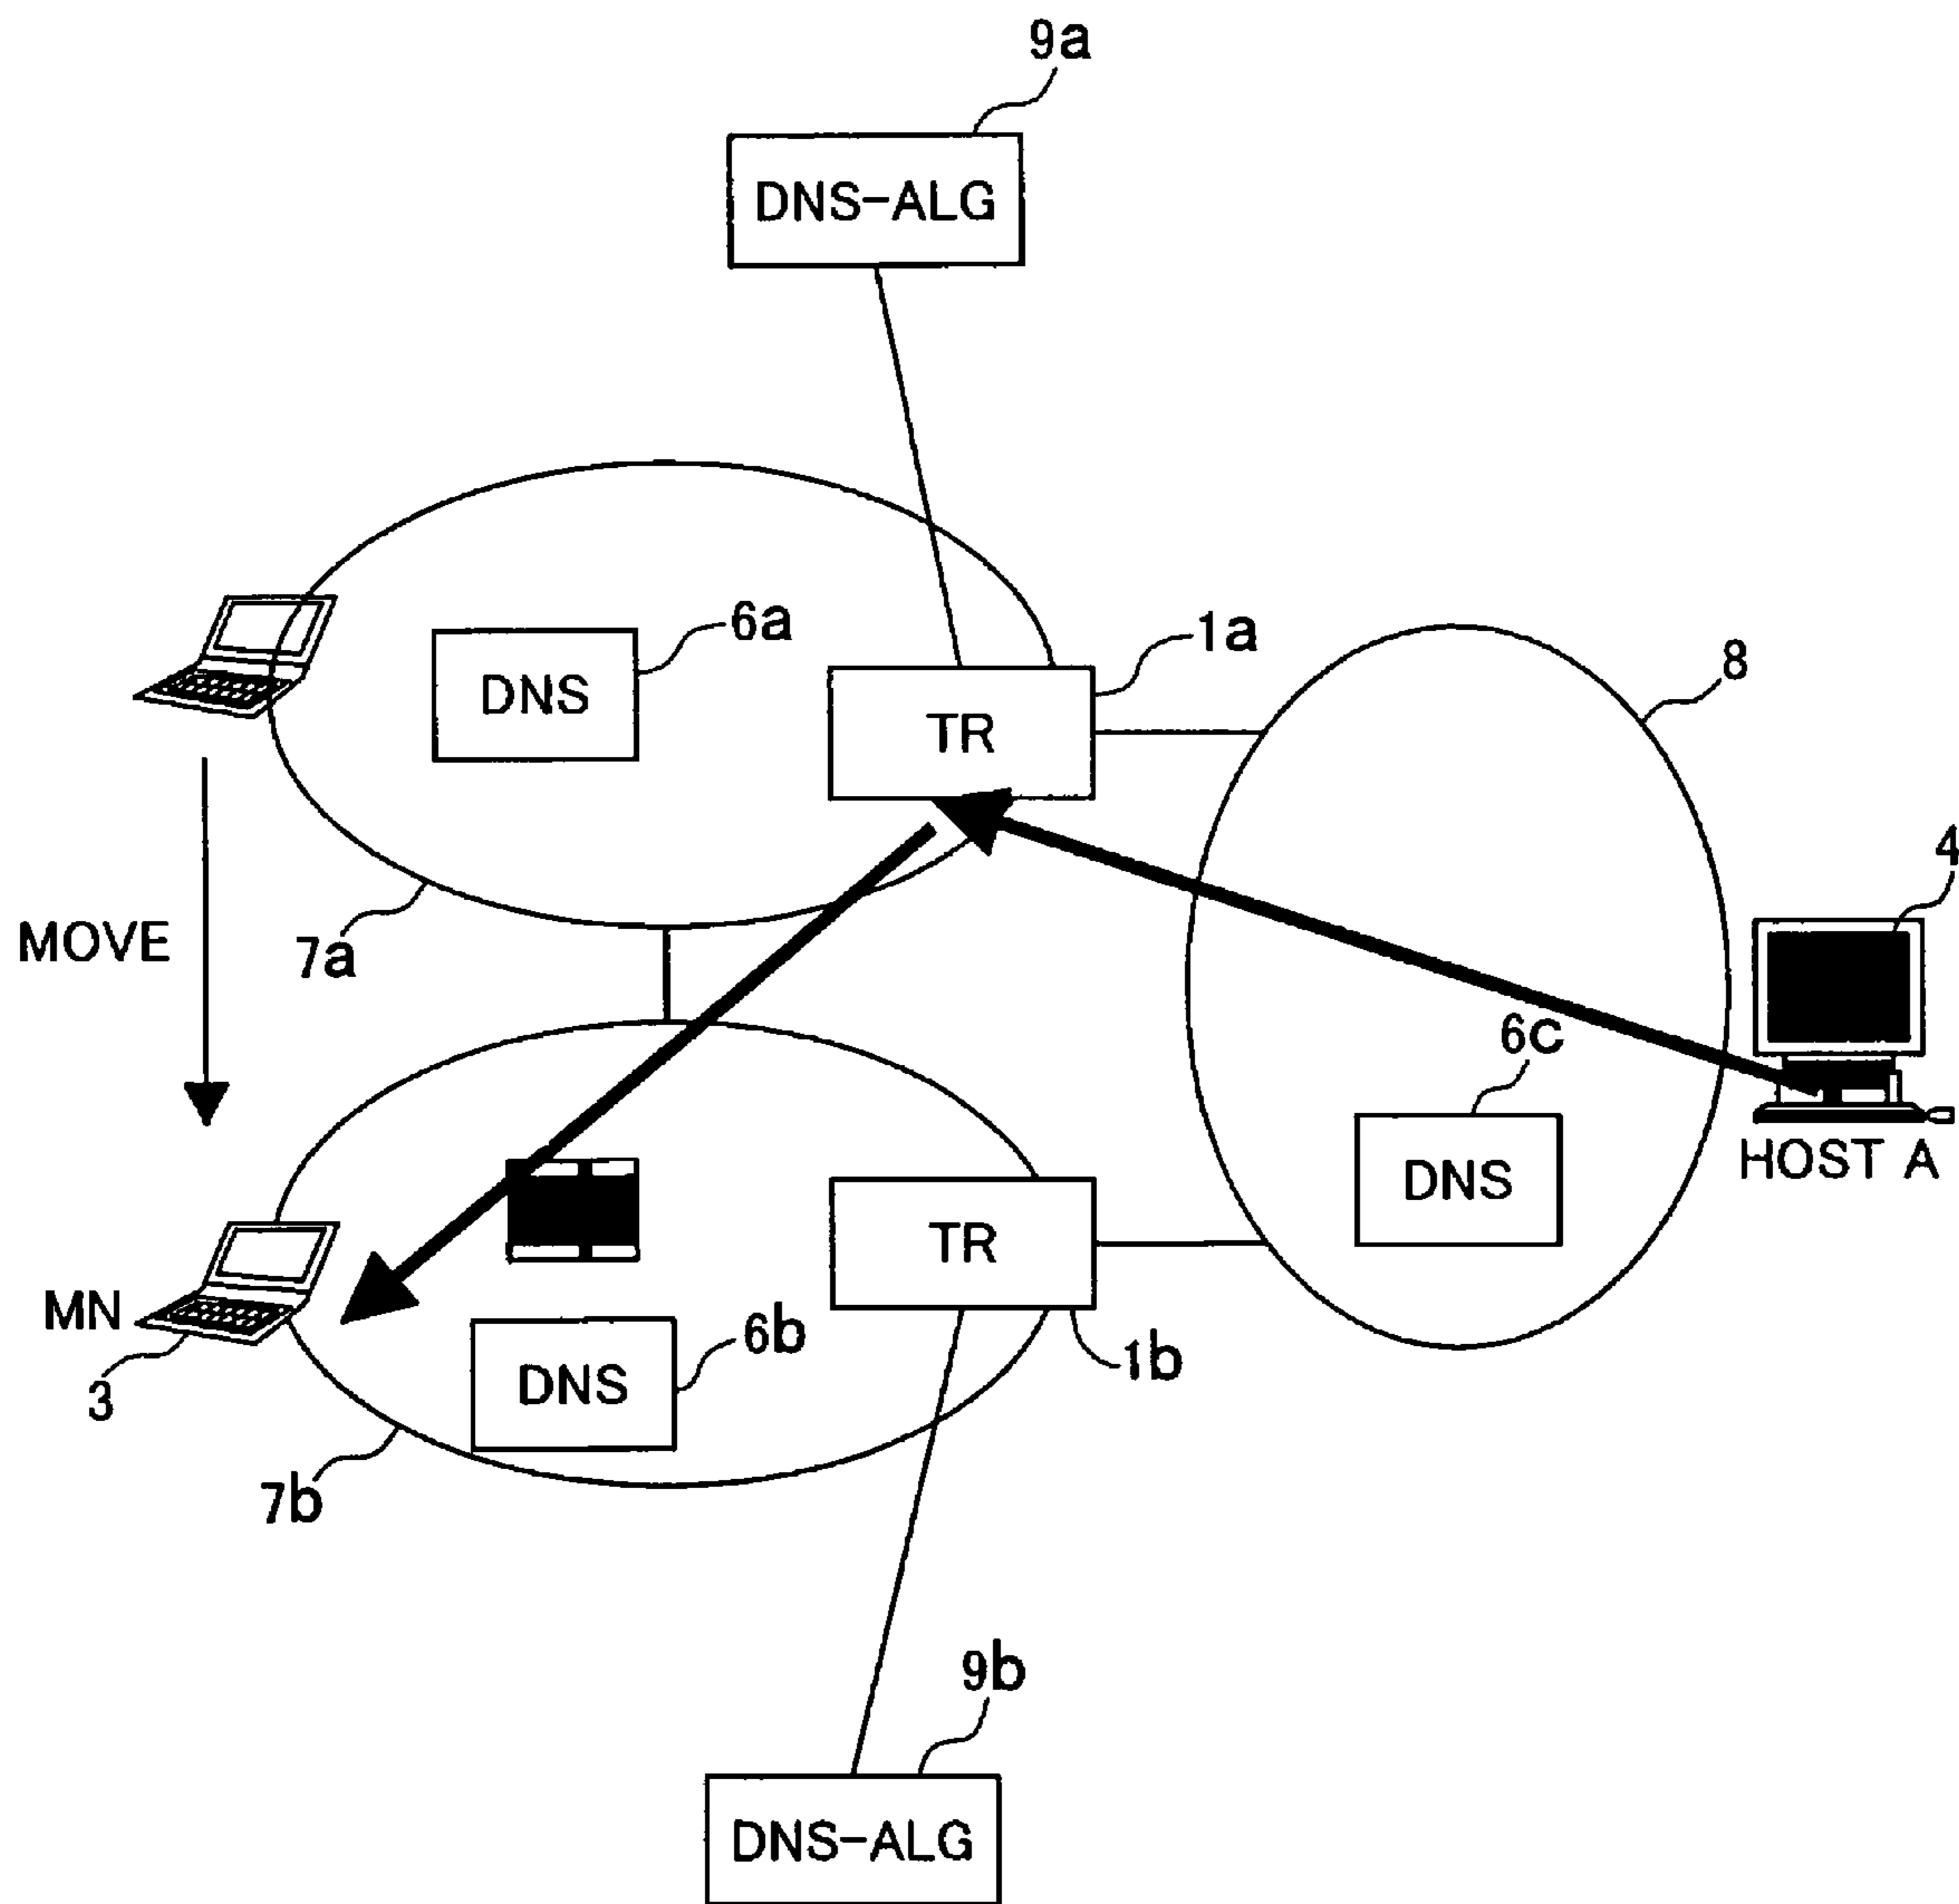 9a
DNS-ALG
6a
1a
8
DNS
TR
4
MOVE
7a
6C
HOST A
DNS
TR
MN
6b
1b
3
DNS
7b
9b
DNS-ALG